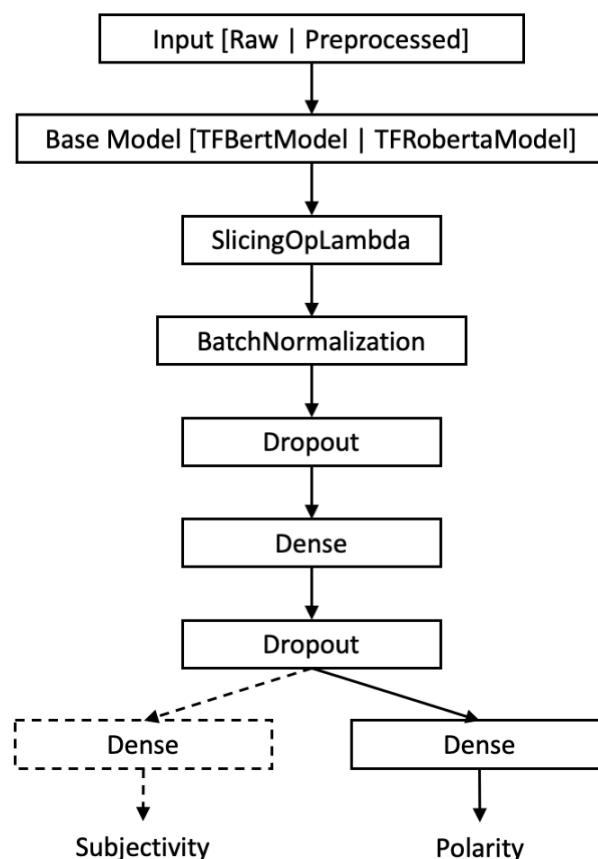 Input [Raw | Preprocessed]
Base Model [TFBertModel | TFRobertaModel]
SlicingOpLambda
BatchNormalization
Dropout
Dense
Dropout
Dense
Dense
Subjectivity
Polarity